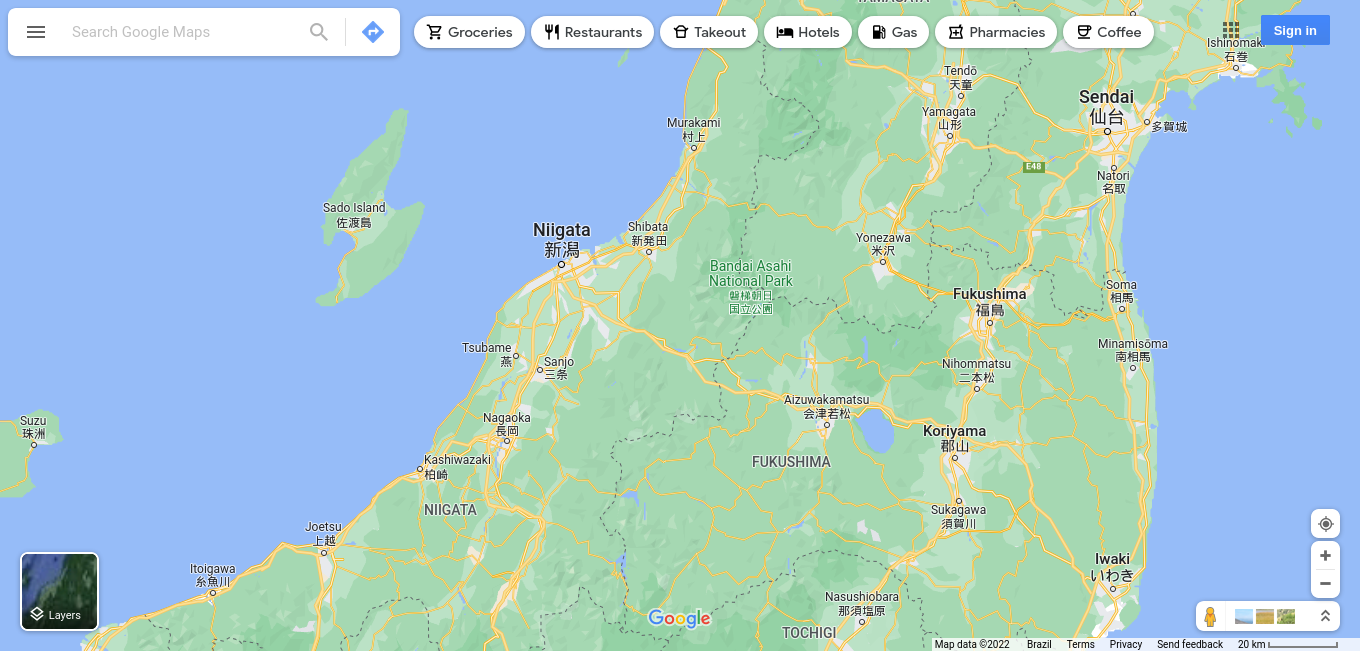 YAMAGATA
Search Google Maps
Groceries
Restaurants
Takeout
Hotels
Gas
Pharmacies
Coffee
Sign in
Ishinomaki
石巻
Tendō
天童
Sendai
仙台
Yamagata
山形
多賀城
Murakami
村上
E48
Natori
名取
Sado Island
佐渡島
Niigata
新潟
Shibata
新発田
Yonezawa
米沢
Bandai Asahi
National Park
磐梯朝日
国立公園
Fukushima
福島
Soma
相馬
Tsubame
燕
Sanjo
三条
Minamisōma
南相馬
Nihommatsu
二本松
Aizuwakamatsu
会津若松
Suzu
珠洲
Nagaoka
長岡
Koriyama
郡山
Kashiwazaki
柏崎
FUKUSHIMA
NIIGATA
Sukagawa
須賀川
Joetsu
上越
Iwaki
いわき
Itoigawa
糸魚川
Nasushiobara
那須塩原
Layers
Google
TOCHIGI
Map data ©2022
Brazil
Terms
Privacy
Send feedback
20 km